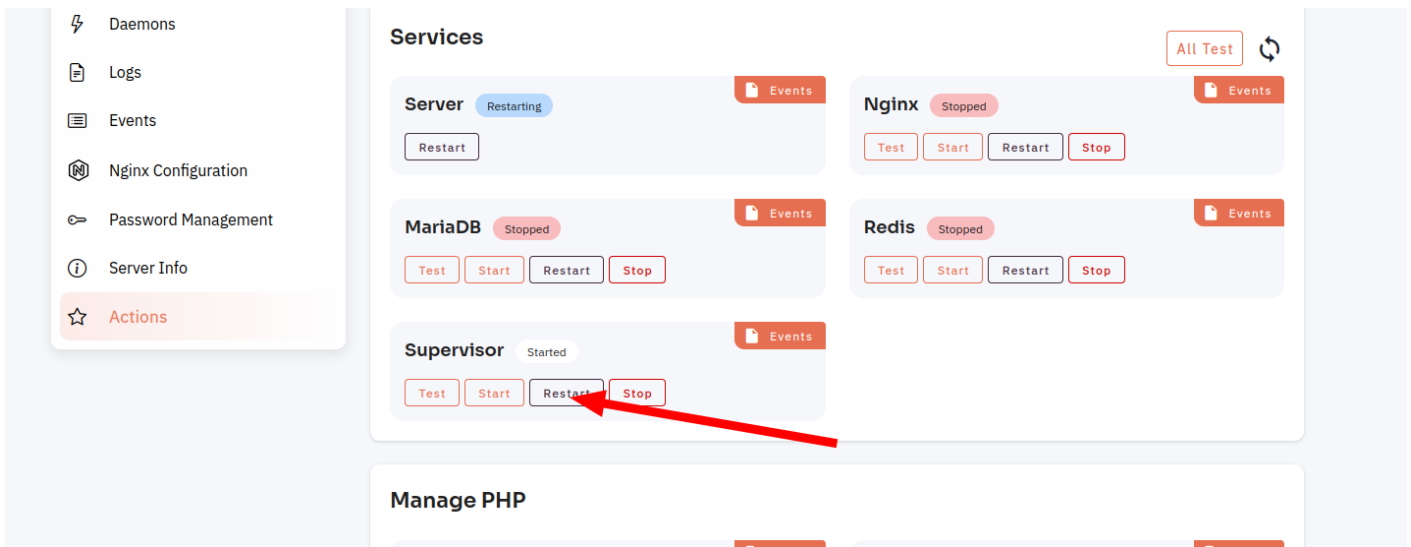 Daemons
Logs
Events
Nginx Configuration
Password Management
Server Info
Actions
Services
All Test
Server Restarting
Events
Restart
Nginx Stopped
Events
Test Start Restart Stop
MariaDB Stopped
Events
Test Start Restart Stop
Redis Stopped
Events
Test Start Restart Stop
Supervisor Started
Events
Test Start Restart Stop
Manage PHP